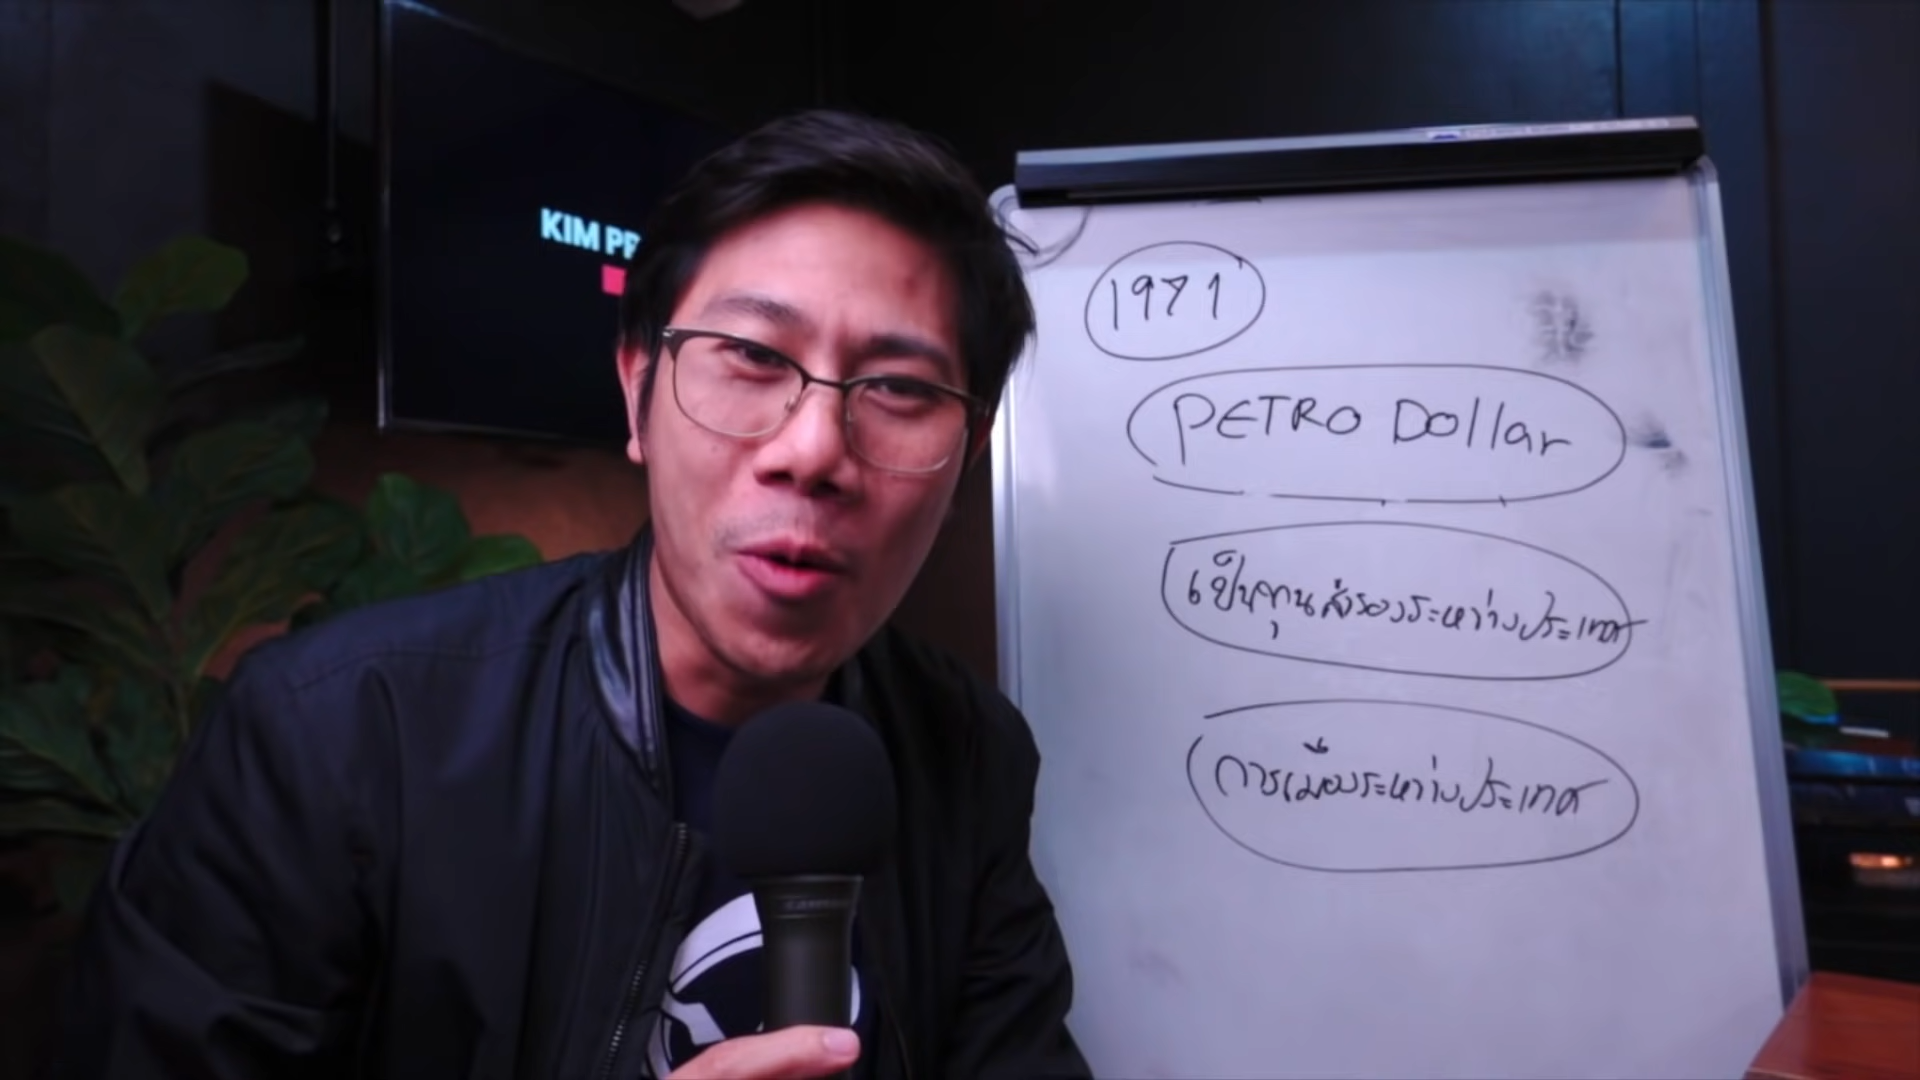 KIM PR
1971
PETRO Dollar
เป็นทุนสำรองระหว่างประเทศ
การเมืองระหว่างประเทศ